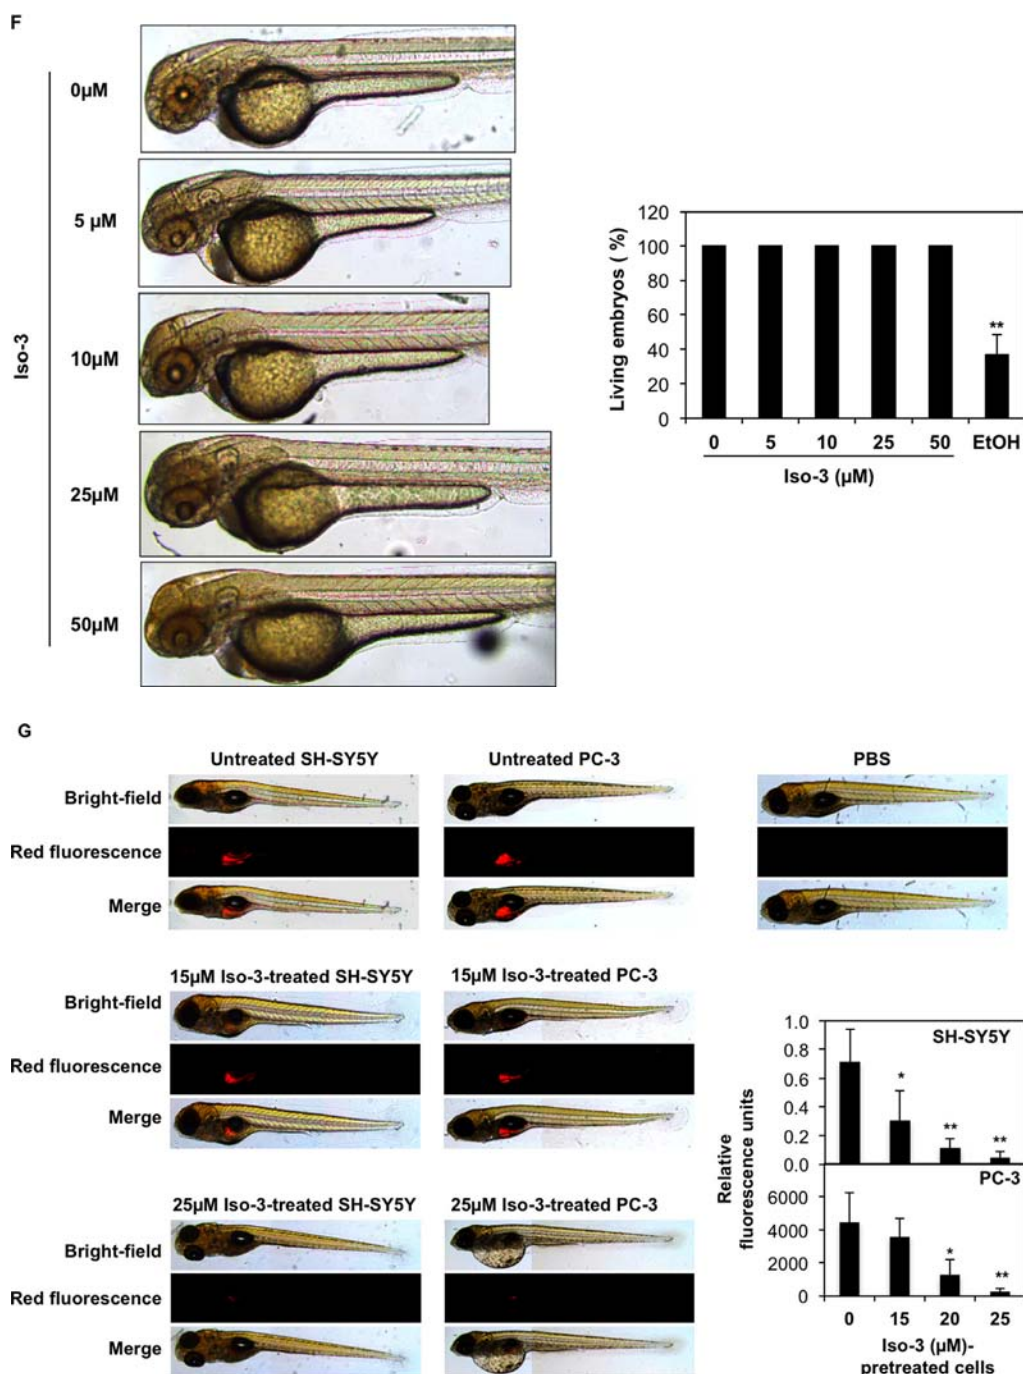 F
0µM
5 µM
10µM
25µM
50µM
Iso-3
Living embryos ( %)
120
100
80
60
40
20
0
**
0 5 10 25 50 EtOH
Iso-3 (µM)
G
Untreated SH-SY5Y Untreated PC-3 PBS
Bright-field
Red fluorescence
Merge
15µM Iso-3-treated SH-SY5Y 15µM Iso-3-treated PC-3
Bright-field
Red fluorescence
Merge
25µM Iso-3-treated SH-SY5Y 25µM Iso-3-treated PC-3
Bright-field
Red fluorescence
Merge
Relative
fluorescence units
1.0
0.8
0.6
0.4
0.2
0.0
SH-SY5Y
* ** **
PC-3
6000
4000
2000
0
* **
0 15 20 25
Iso-3 (µM)-
pretreated cells